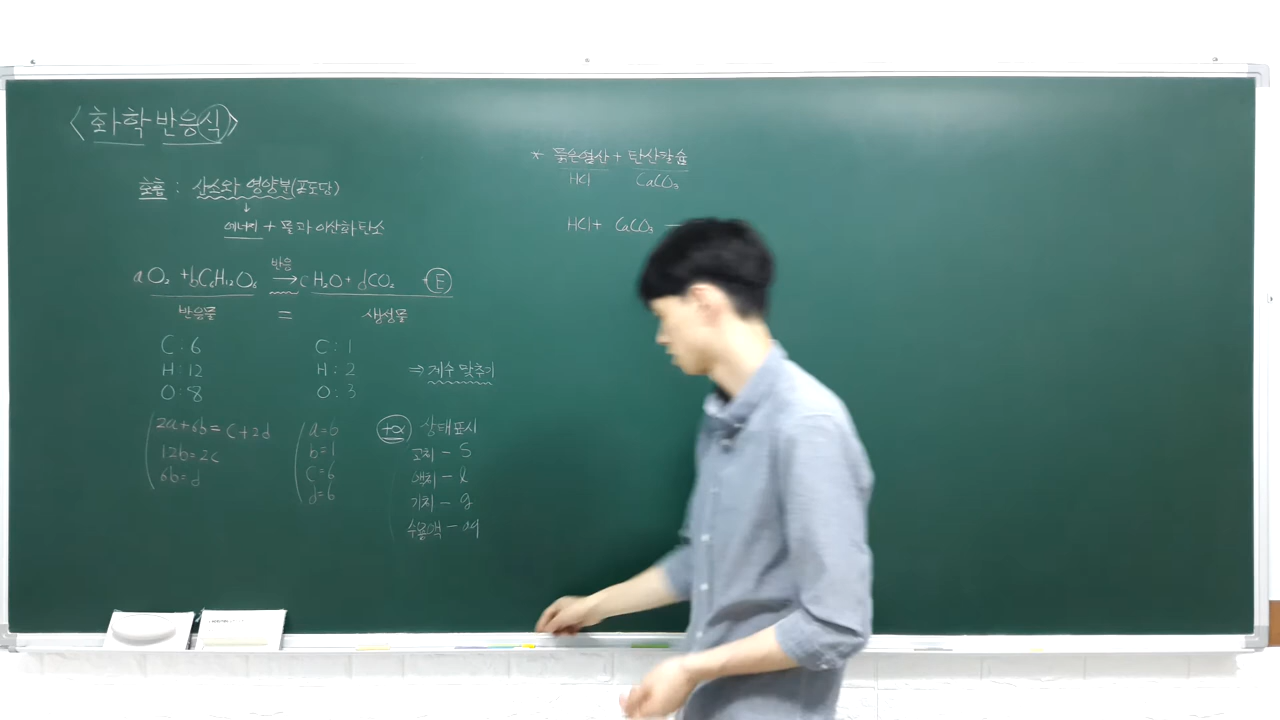 <화학 반응식>
호흡 : 산소와 영양분(포도당)
↓
에너지 + 물과 이산화탄소
aO₂ + bC₆H₁₂O₆ 반응 → cH₂O + dCO₂ + E
반응물 = 생성물
C : 6 C : 1
H : 12 H : 2
O : 8 O : 3
⇒ 계수 맞추기
2a+6b = c+2d
12b = 2c
6b = d
a=6
b=1
c=6
d=6
+α 상태표시
고체 - S
액체 - l
기체 - g
수용액 - aq
* 묽은염산 + 탄산칼슘
HCl CaCO₃
HCl + CaCO₃ —